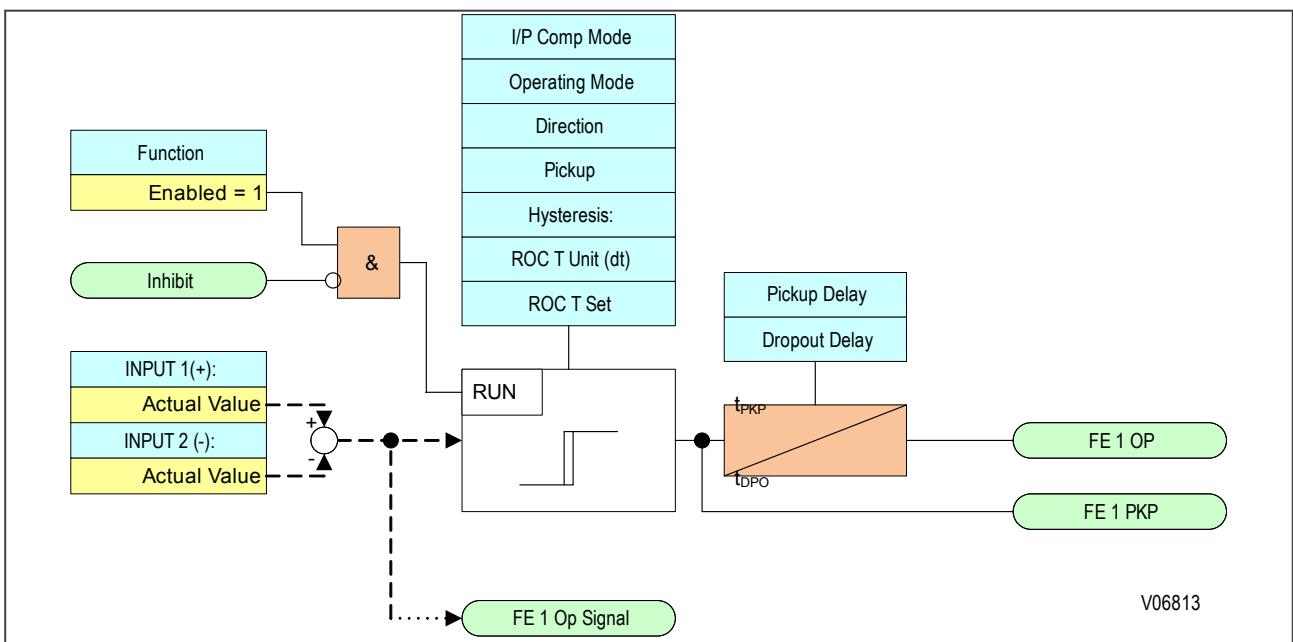 I/P Comp Mode
Operating Mode
Direction
Pickup
Hysteresis:
ROC T Unit (dt)
ROC T Set
Function
Enabled = 1
Inhibit
&
INPUT 1(+):
Actual Value
INPUT 2 (-):
Actual Value
+
-
RUN
Pickup Delay
Dropout Delay
tPKP
tDPO
FE 1 OP
FE 1 PKP
FE 1 Op Signal
V06813